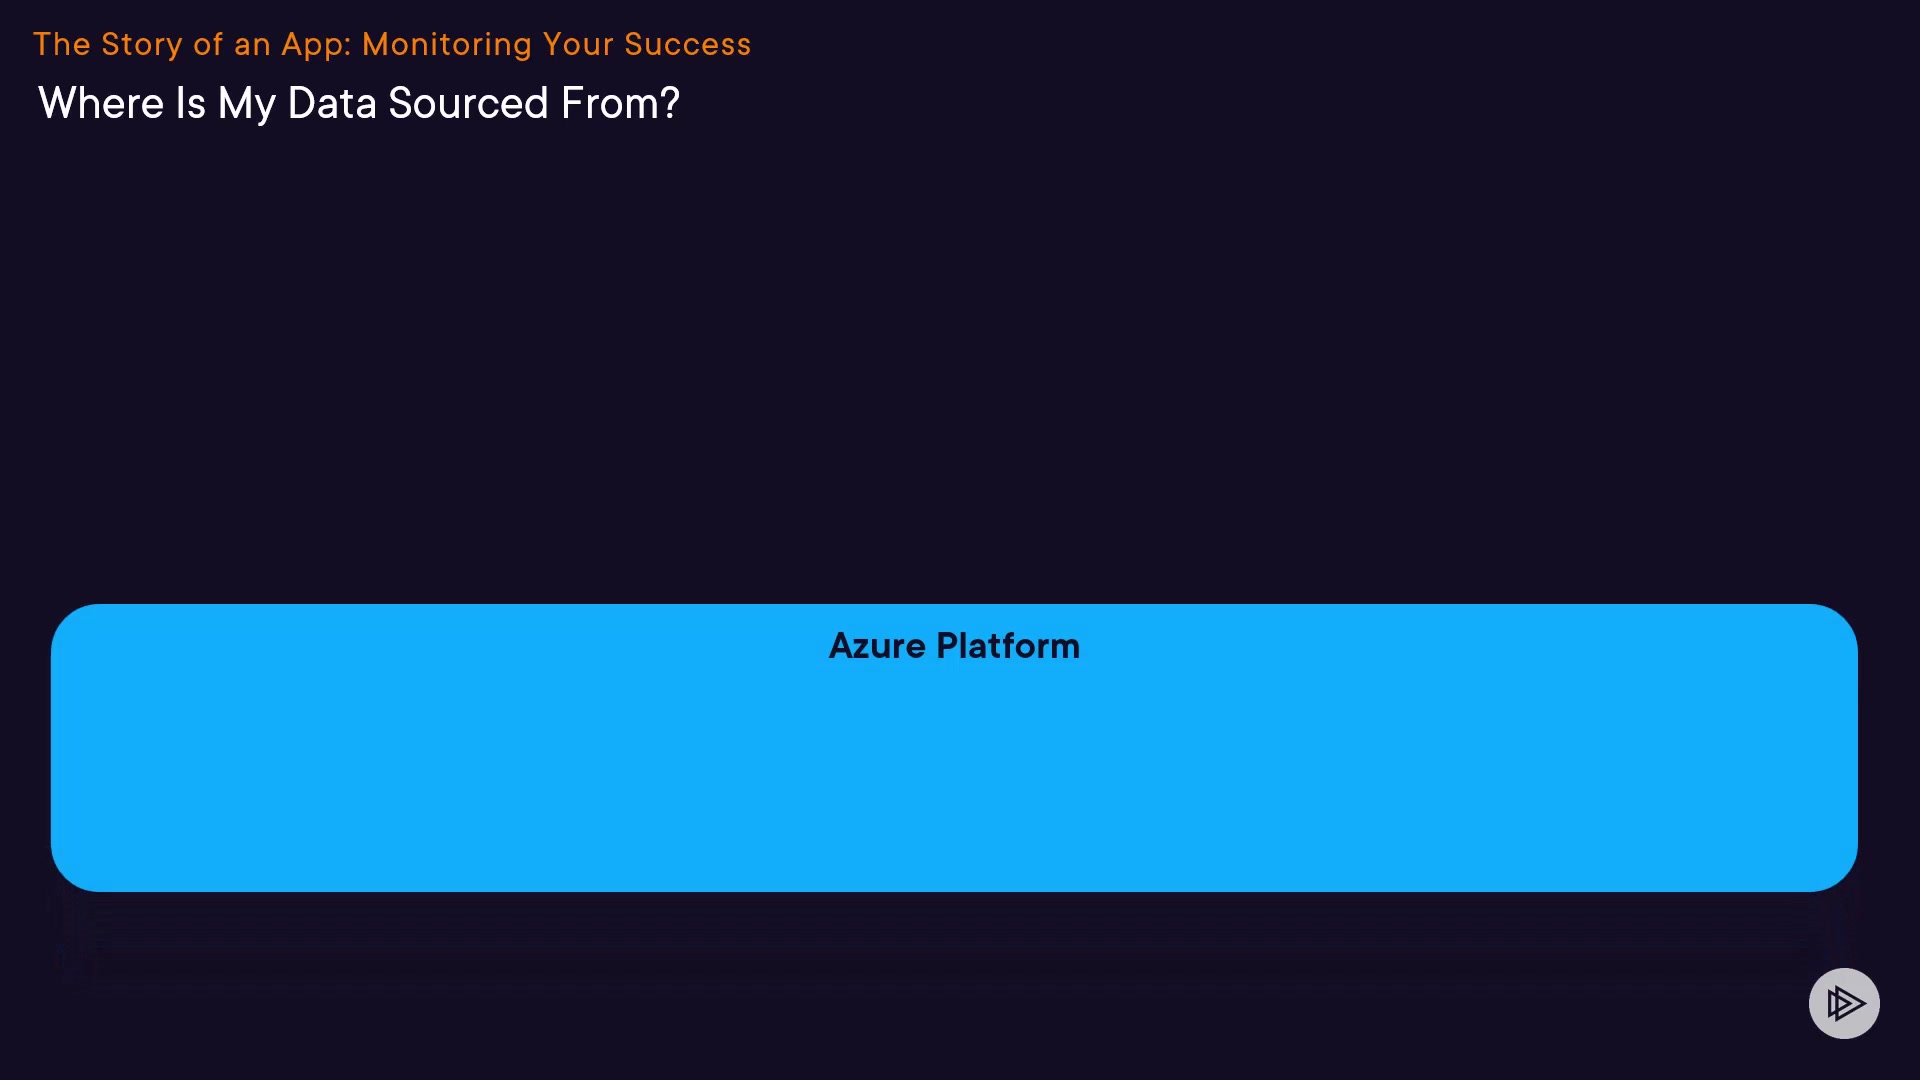 The Story of an App: Monitoring Your Success
Where Is My Data Sourced From?
Azure Platform